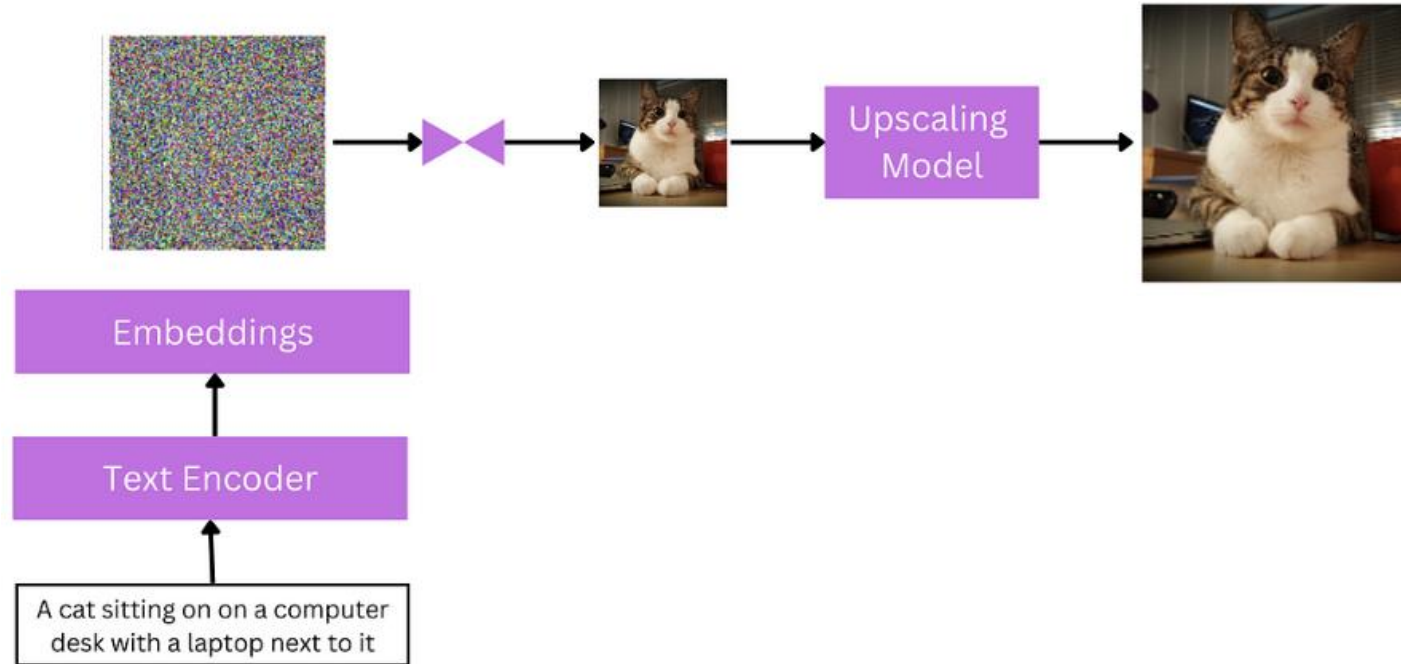 Upscaling
Model
Embeddings
Text Encoder
A cat sitting on on a computer
desk with a laptop next to it